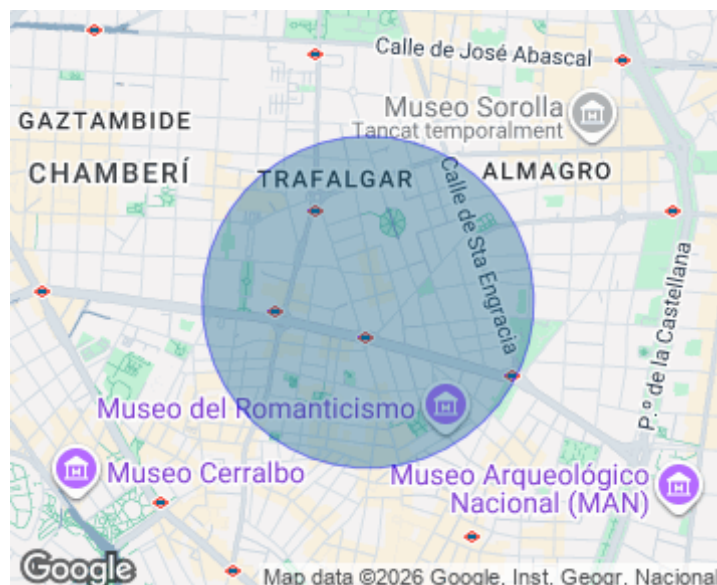 Calle de José Abascal
GAZTAMBIDE
Museo Sorolla
Tancat temporalment
CHAMBERÍ
TRAFALGAR
ALMAGRO
Calle de Sta Engracia
P.º de la Castellana
Museo del Romanticismo
Museo Cerralbo
Museo Arqueológico
Nacional (MAN)
Google
Map data ©2026 Google, Inst. Geogr. Nacional